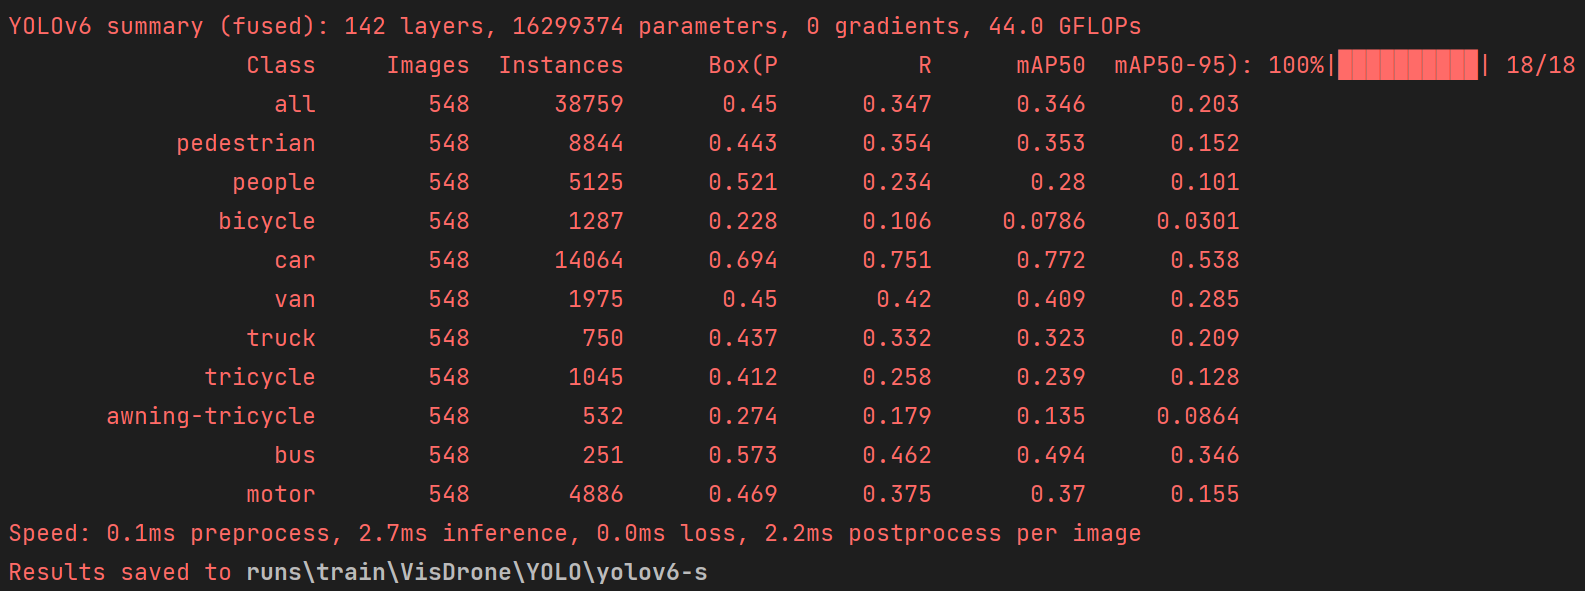 YOLOv6 summary (fused): 142 layers, 16299374 parameters, 0 gradients, 44.0 GFLOPs
Class Images Instances Box(P R mAP50 mAP50-95): 100%|██████████| 18/18
all 548 38759 0.45 0.347 0.346 0.203
pedestrian 548 8844 0.443 0.354 0.353 0.152
people 548 5125 0.521 0.234 0.28 0.101
bicycle 548 1287 0.228 0.106 0.0786 0.0301
car 548 14064 0.694 0.751 0.772 0.538
van 548 1975 0.45 0.42 0.409 0.285
truck 548 750 0.437 0.332 0.323 0.209
tricycle 548 1045 0.412 0.258 0.239 0.128
awning-tricycle 548 532 0.274 0.179 0.135 0.0864
bus 548 251 0.573 0.462 0.494 0.346
motor 548 4886 0.469 0.375 0.37 0.155
Speed: 0.1ms preprocess, 2.7ms inference, 0.0ms loss, 2.2ms postprocess per image
Results saved to runs\train\VisDrone\YOLO\yolov6-s